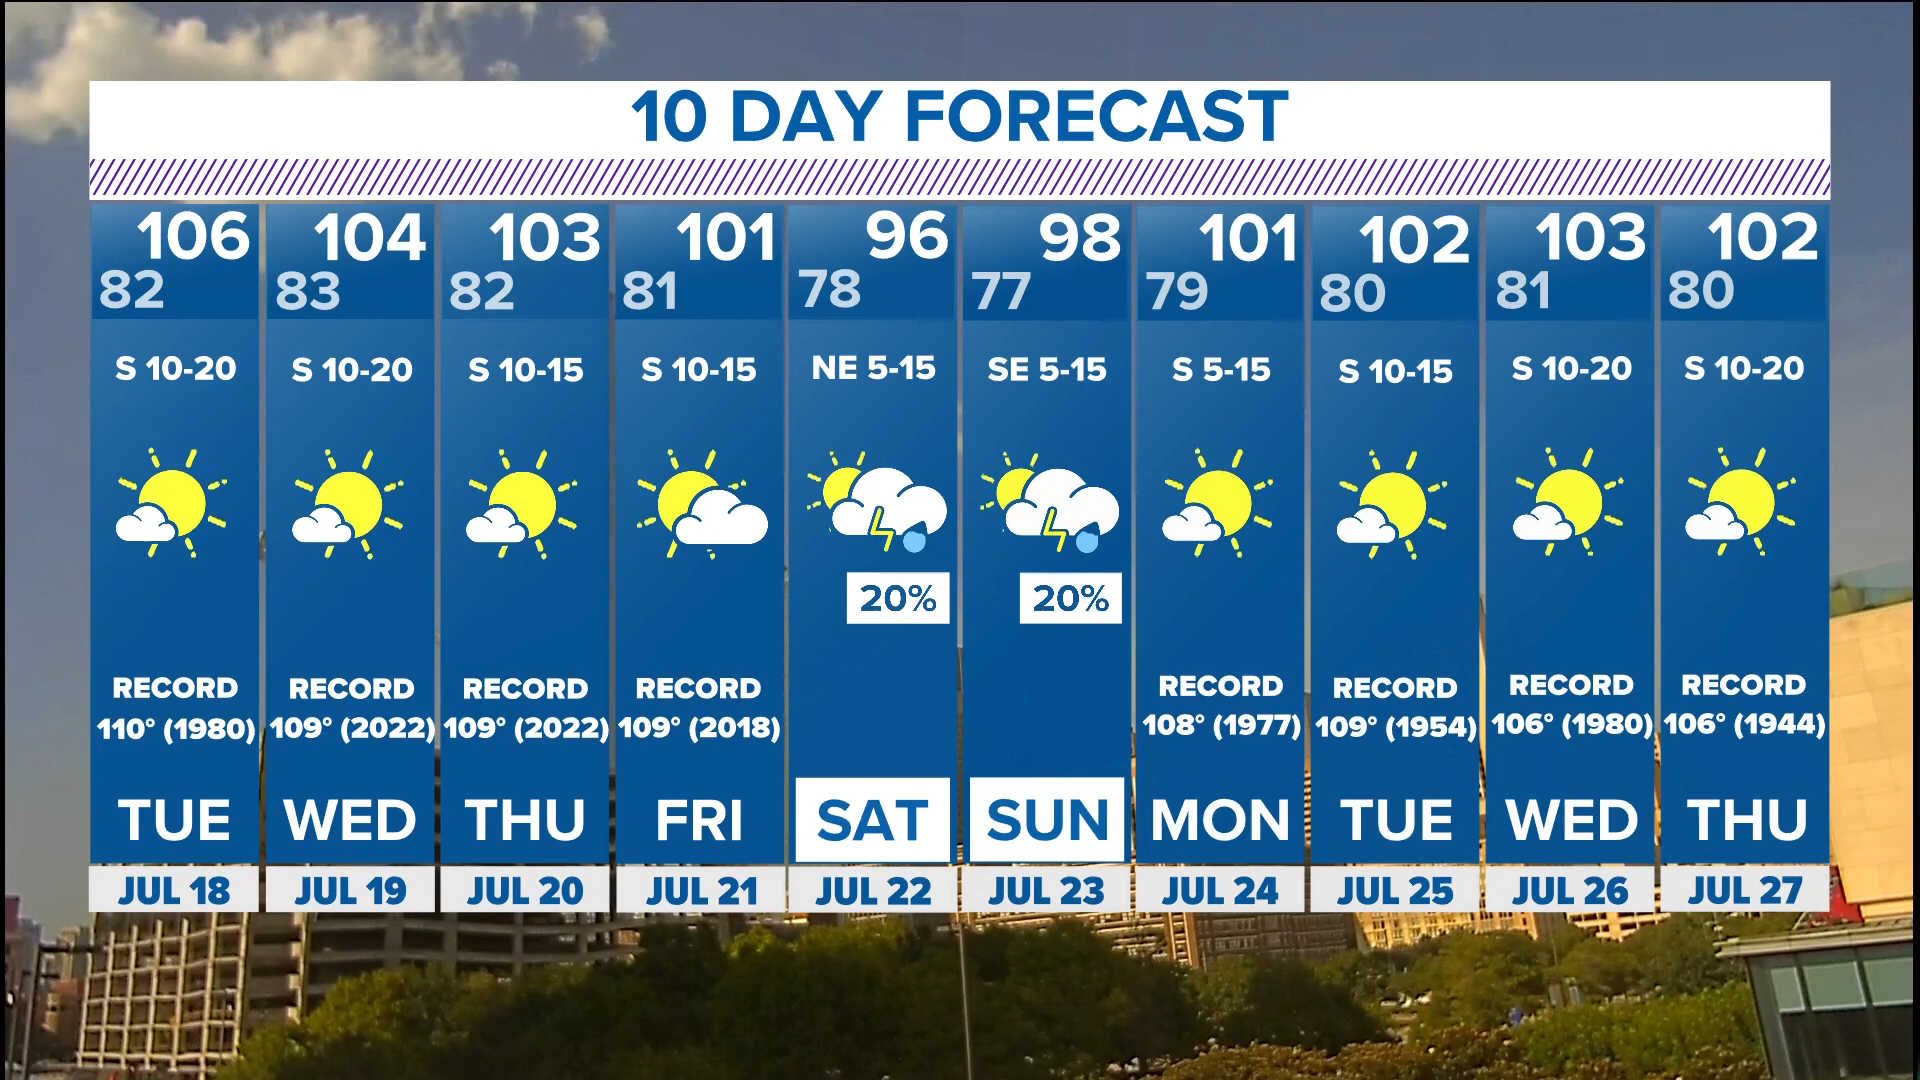 10 DAY FORECAST
106 104 103 101 96 98 101 102 103 102
82 83 82 81 78 77 79 80 81 80
S 10-20 S 10-20 S 10-15 S 10-15 NE 5-15 SE 5-15 S 5-15 S 10-15 S 10-20 S 10-20
20% 20%
RECORD RECORD RECORD RECORD RECORD RECORD RECORD RECORD
110° (1980) 109° (2022) 109° (2022) 109° (2018) 108° (1977) 109° (1954) 106° (1980) 106° (1944)
TUE WED THU FRI SAT SUN MON TUE WED THU
JUL 18 JUL 19 JUL 20 JUL 21 JUL 22 JUL 23 JUL 24 JUL 25 JUL 26 JUL 27